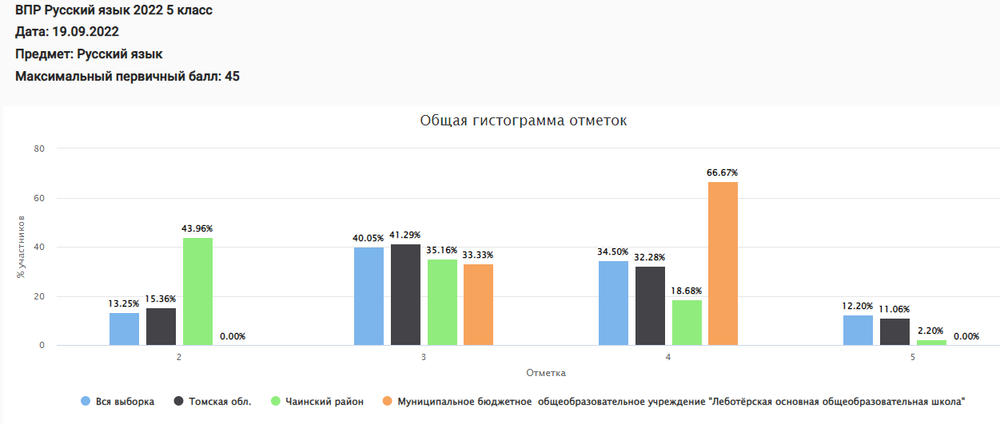 ВПР Русский язык 2022 5 класс
Дата: 19.09.2022
Предмет: Русский язык
Максимальный первичный балл: 45
Общая гистограмма отметок
80
60
40
20
0
% участников
13.25% 15.36% 43.96% 0.00%
40.05% 41.29% 35.16% 33.33%
34.50% 32.28% 18.68% 66.67%
12.20% 11.06% 2.20% 0.00%
2 3 4 5
Отметка
Вся выборка Томская обл. Чаинский район Муниципальное бюджетное общеобразовательное учреждение "Леботёрская основная общеобразовательная школа"